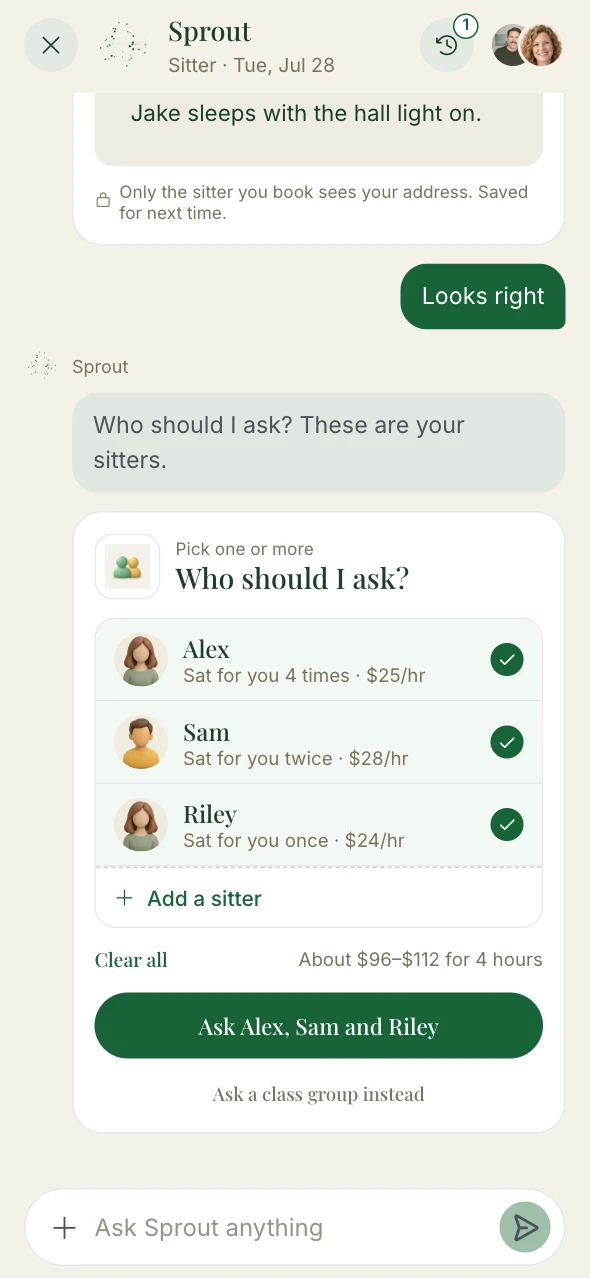 Sprout
Sitter · Tue, Jul 28
1
Jake sleeps with the hall light on.
Only the sitter you book sees your address. Saved
for next time.
Looks right
Sprout
Who should I ask? These are your
sitters.
Pick one or more
Who should I ask?
Alex
Sat for you 4 times · $25/hr
Sam
Sat for you twice · $28/hr
Riley
Sat for you once · $24/hr
Add a sitter
Clear all
About $96–$112 for 4 hours
Ask Alex, Sam and Riley
Ask a class group instead
Ask Sprout anything